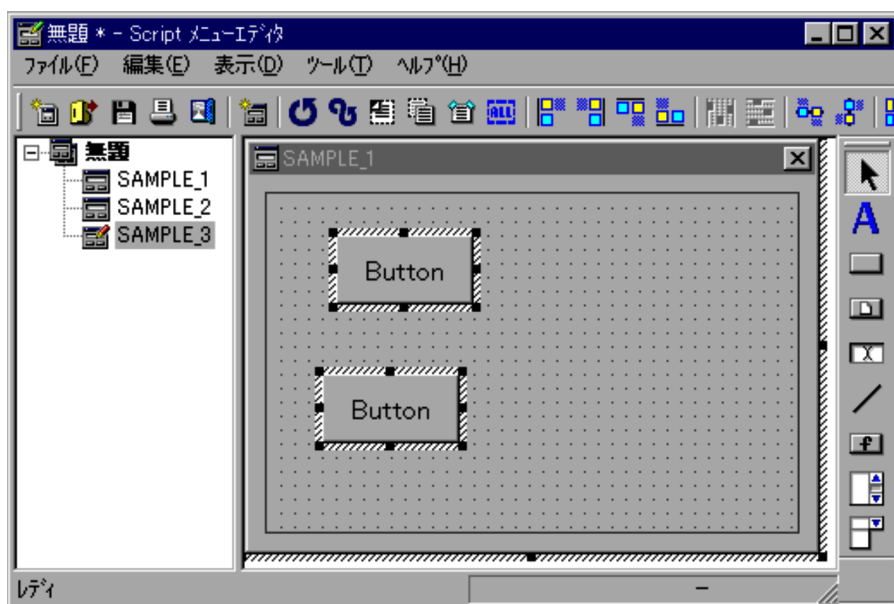 無題 * - Script ﾒﾆｭｰｴﾃﾞｨﾀ
ﾌｧｲﾙ(F) 編集(E) 表示(D) ﾂｰﾙ(T) ﾍﾙﾌﾟ(H)
ALL
無題
SAMPLE_1
SAMPLE_2
SAMPLE_3
SAMPLE_1
Button
Button
A
f
ﾚﾃﾞｨ